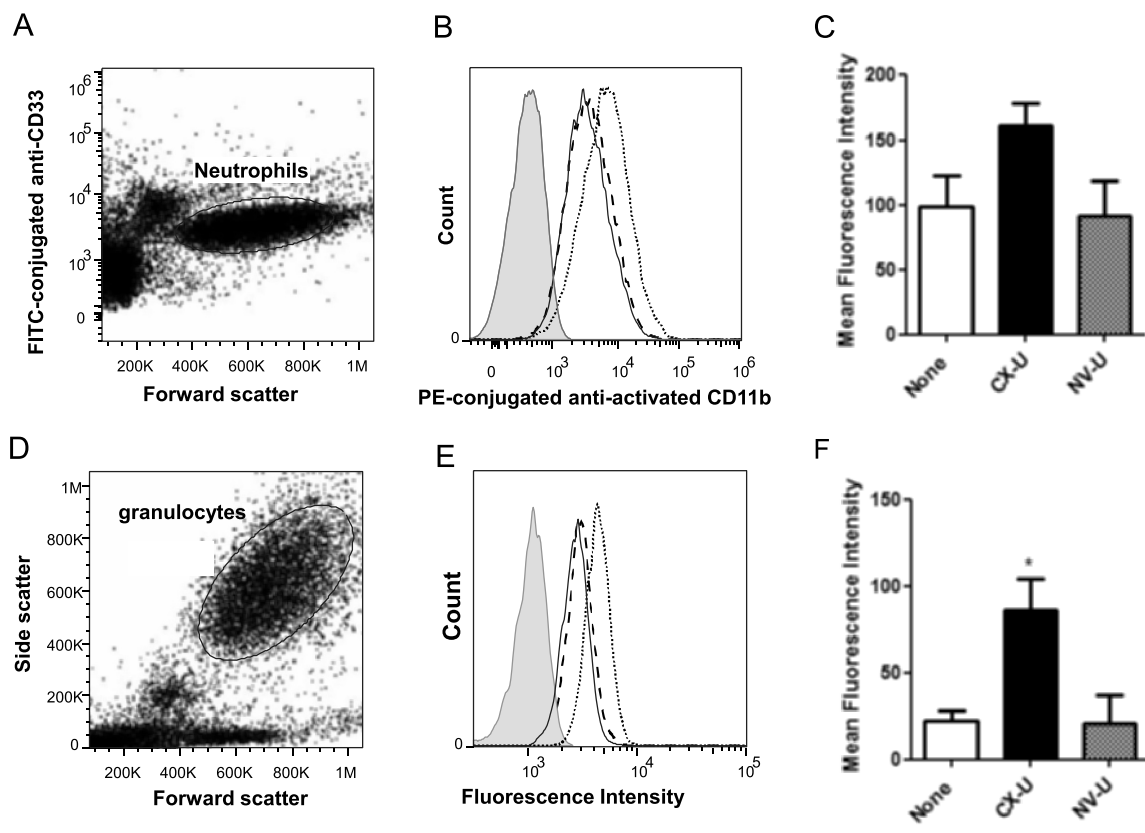 A
FITC-conjugated anti-CD33
10^6
10^5
10^4
10^3
0
Neutrophils
200K 400K 600K 800K 1M
Forward scatter
B
Count
0
0 10^3 10^4 10^5 10^6
PE-conjugated anti-activated CD11b
C
Mean Fluorescence Intensity
200
150
100
50
0
None CX-U NV-U
D
Side scatter
1M
800K
600K
400K
200K
0
granulocytes
200K 400K 600K 800K 1M
Forward scatter
E
Count
0
10^3 10^4 10^5
Fluorescence Intensity
F
Mean Fluorescence Intensity
150
100
50
0
*
None CX-U NV-U